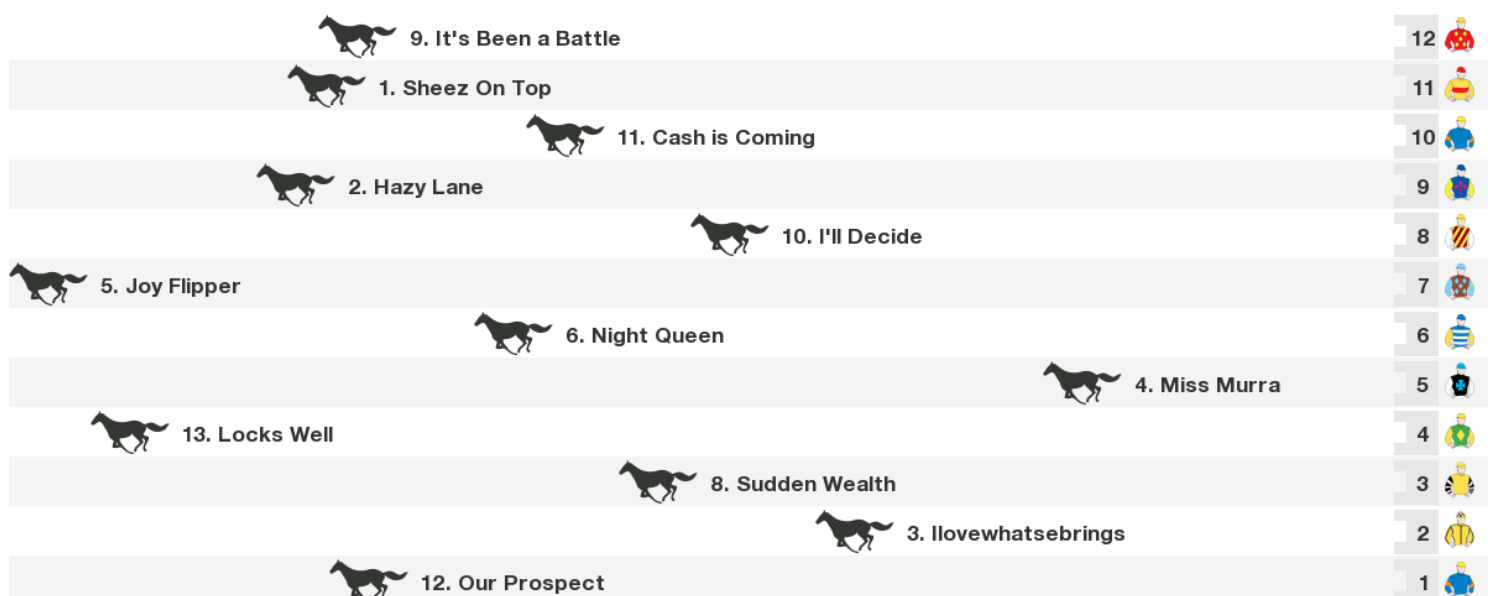 9. It's Been a Battle 12
1. Sheez On Top 11
11. Cash is Coming 10
2. Hazy Lane 9
10. I'll Decide 8
5. Joy Flipper 7
6. Night Queen 6
4. Miss Murra 5
13. Locks Well 4
8. Sudden Wealth 3
3. Ilovewhatsebrings 2
12. Our Prospect 1